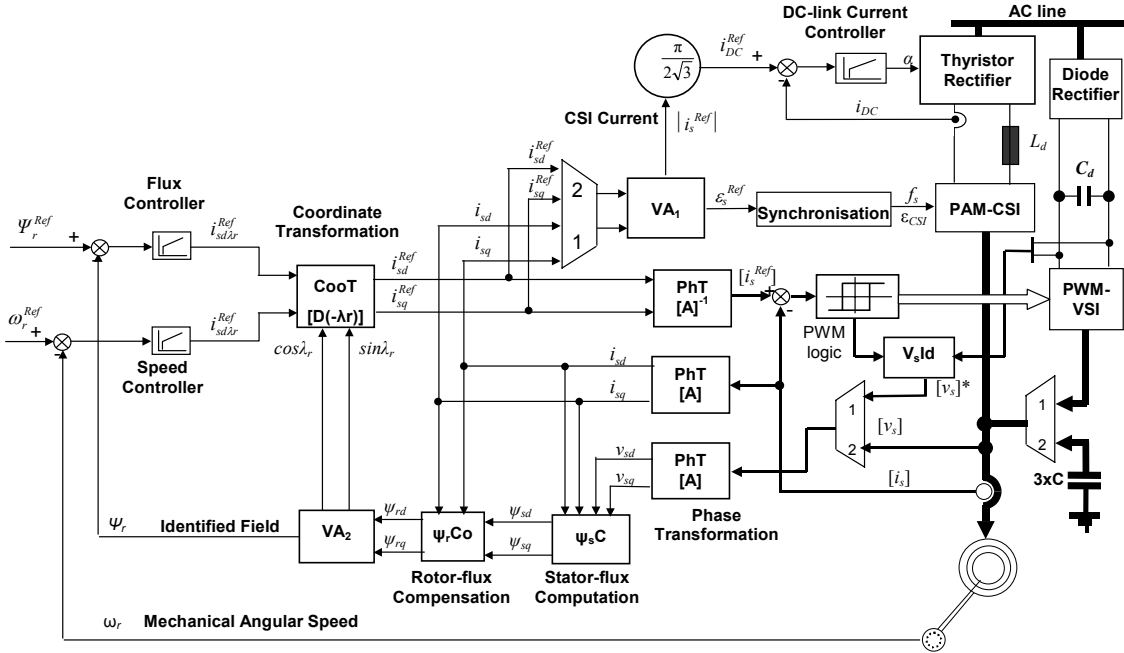 DC-link Current
Controller
AC line
π
2√3
i_DC^Ref
+
-
α
Thyristor
Rectifier
Diode
Rectifier
i_DC
CSI Current
|i_s^Ref|
L_d
C_d
i_sd^Ref
i_sq^Ref
i_sd
i_sq
2
1
VA₁
ε_s^Ref
Synchronisation
f_s
ε_CSI
PAM-CSI
Flux
Controller
Ψ_r^Ref
+
-
i_sdλr^Ref
Coordinate
Transformation
CooT
[D(-λr)]
i_sd^Ref
i_sq^Ref
PhT
[A]⁻¹
[i_s^Ref]
+
-
PWM
logic
PWM-
VSI
ω_r^Ref
+
-
i_sdλr^Ref
Speed
Controller
cosλ_r
sinλ_r
V_sId
[v_s]*
i_sd
i_sq
PhT
[A]
1
2
[v_s]
1
2
v_sd
v_sq
PhT
[A]
[i_s]
3xC
Phase
Transformation
Ψ_r
Identified Field
VA₂
ψ_rd
ψ_rq
Ψ_rCo
ψ_sd
ψ_sq
Ψ_sC
Rotor-flux
Compensation
Stator-flux
Computation
ω_r
Mechanical Angular Speed